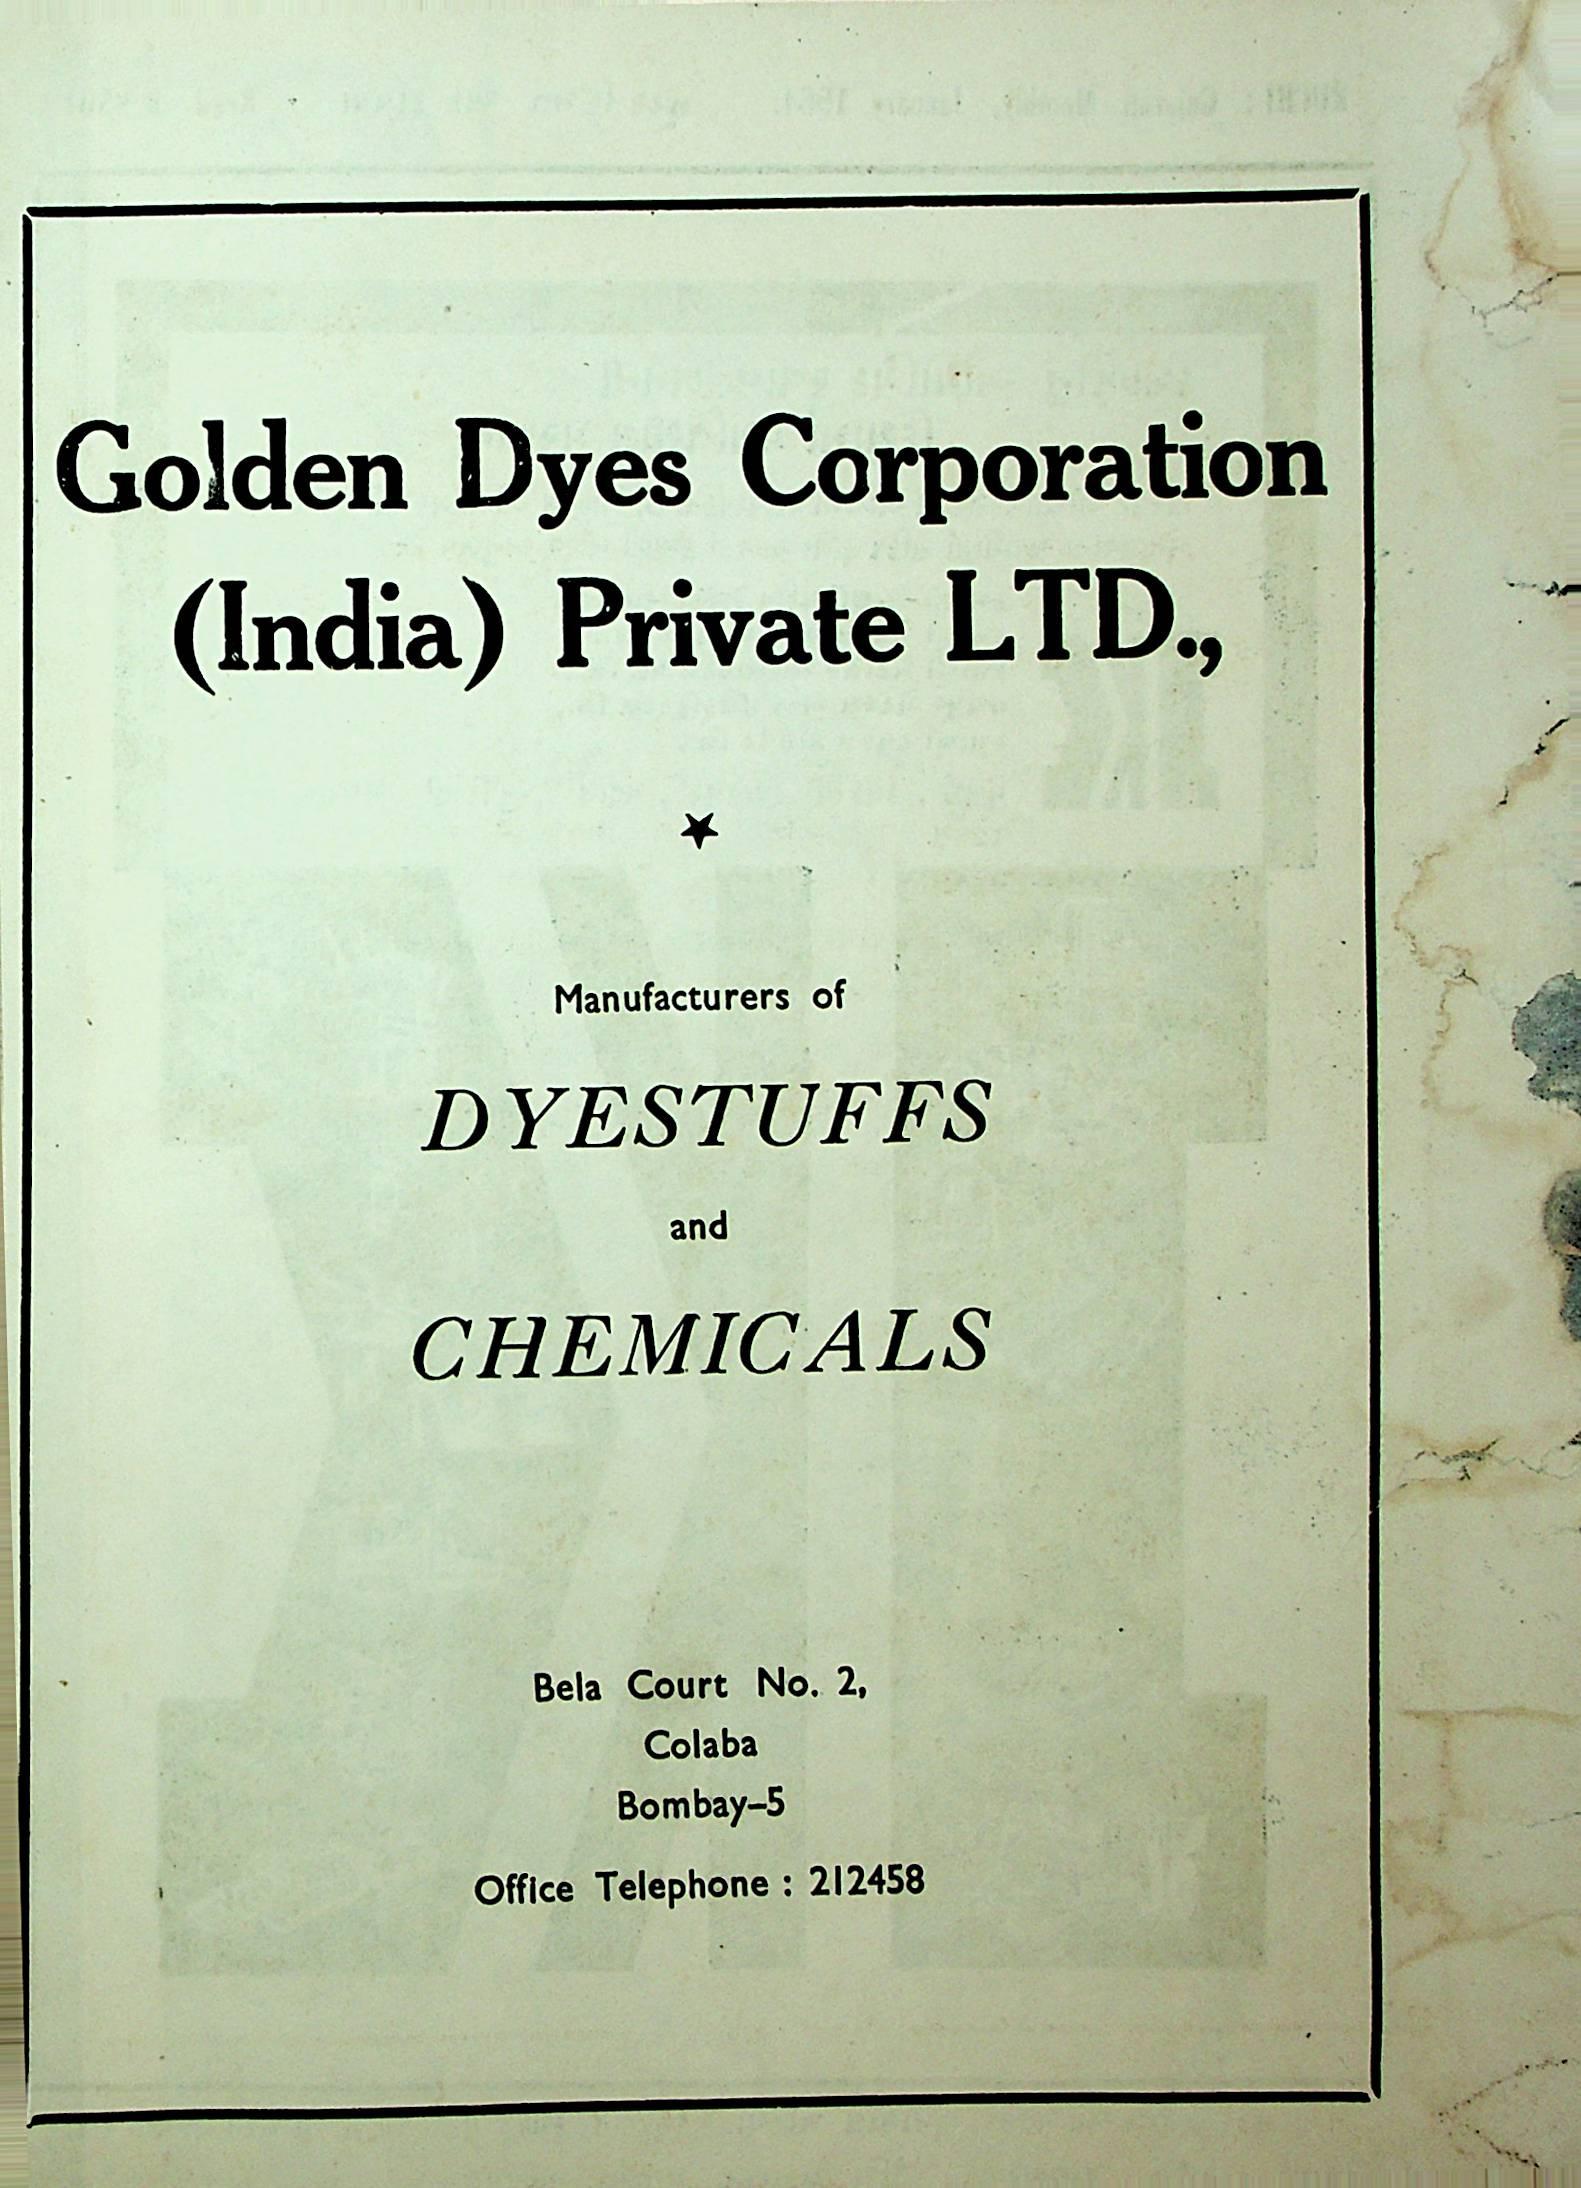 Golden Dyes Corporation
(India) Private LTD.,
Manufacturers of
DYESTUFFS
and
CHEMICALS
Bela Court No. 2,
Colaba
Bombay–5
Office Telephone : 212458